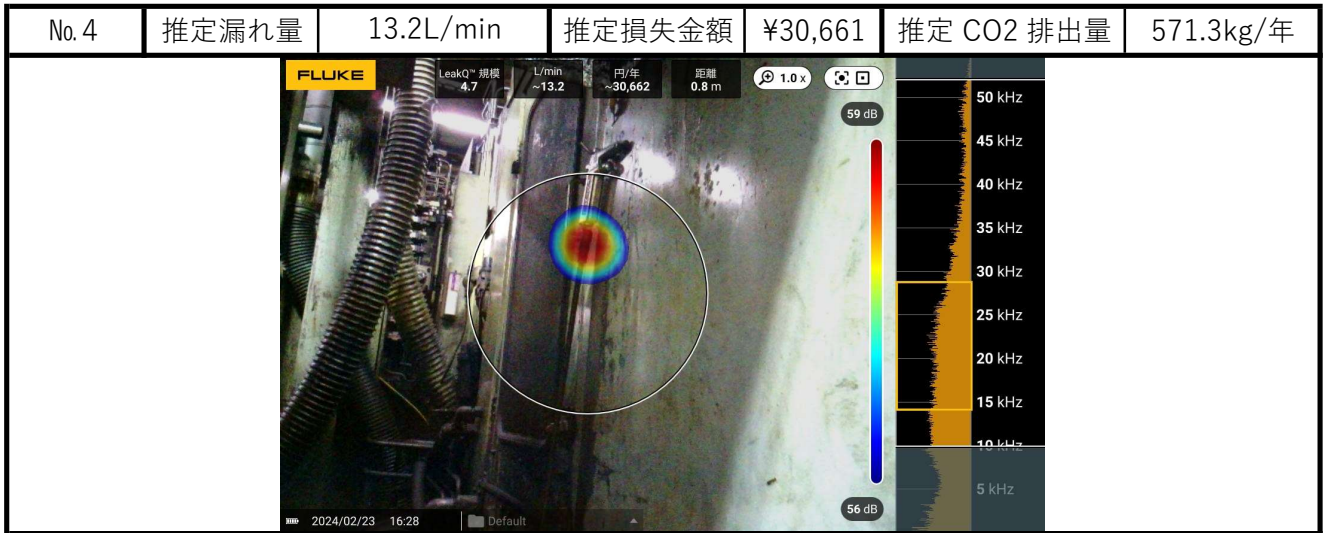 №4 推定漏れ量 13.2L/min 推定損失金額 ¥30,661 推定 CO2 排出量 571.3kg/年
FLUKE
LeakQ™ 規模
4.7
L/min
~13.2
円/年
~30,662
距離
0.8 m
1.0 x
59 dB
50 kHz
45 kHz
40 kHz
35 kHz
30 kHz
25 kHz
20 kHz
15 kHz
10 kHz
5 kHz
56 dB
2024/02/23 16:28 Default